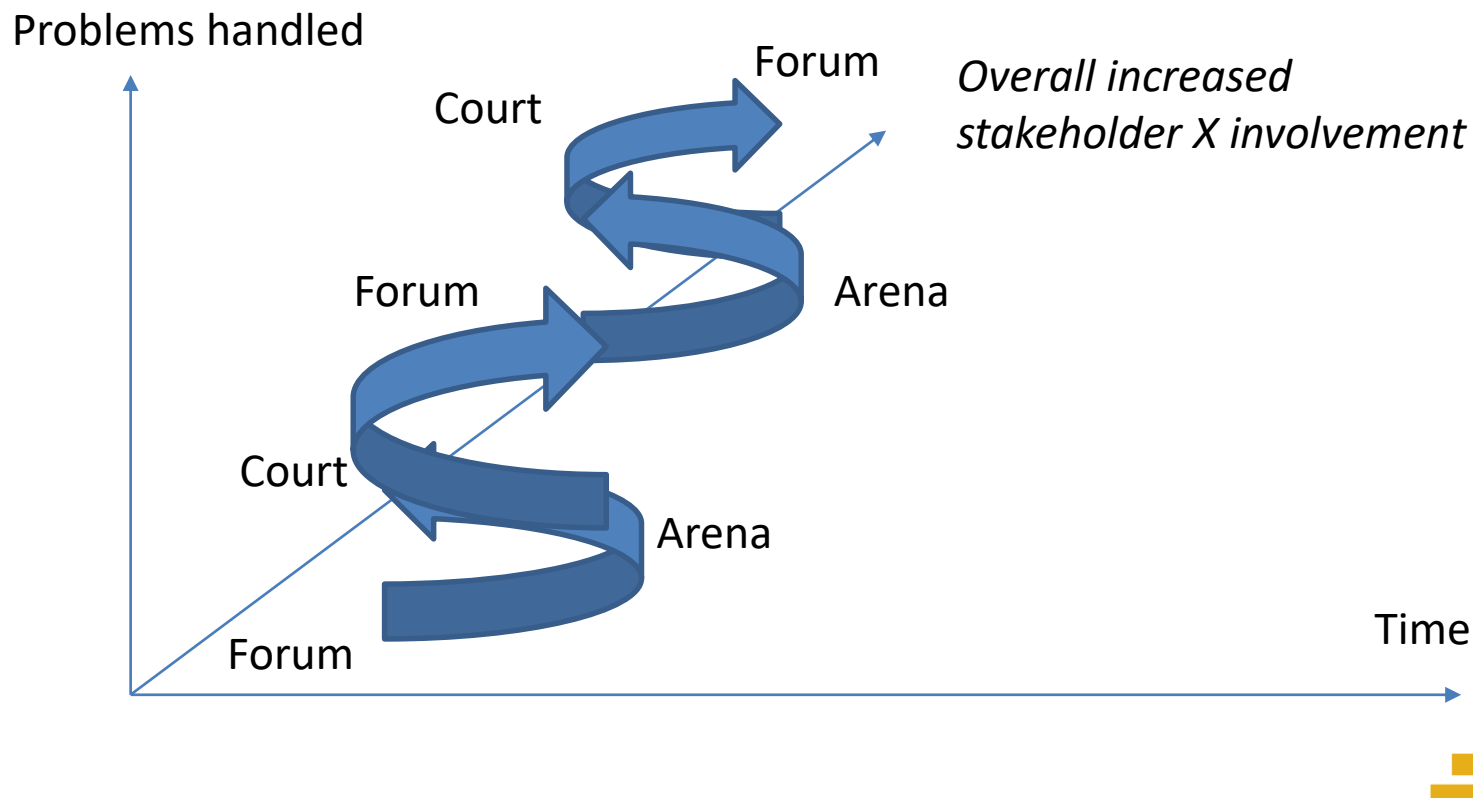 Problems handled
Forum
Overall increased
stakeholder X involvement
Court
Forum
Arena
Court
Arena
Time
Forum